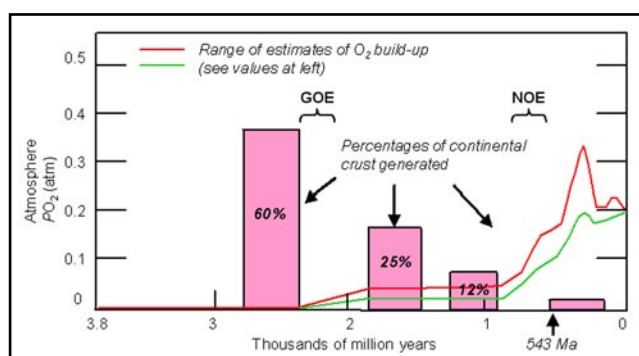 0.5
Range of estimates of O2 build-up
(see values at left)
0.4
GOE
NOE
Percentages of continental
crust generated
0.3
Atmosphere
PO2 (atm)
60%
0.2
25%
0.1
12%
0
3.8
3
2
1
0
Thousands of million years
543 Ma